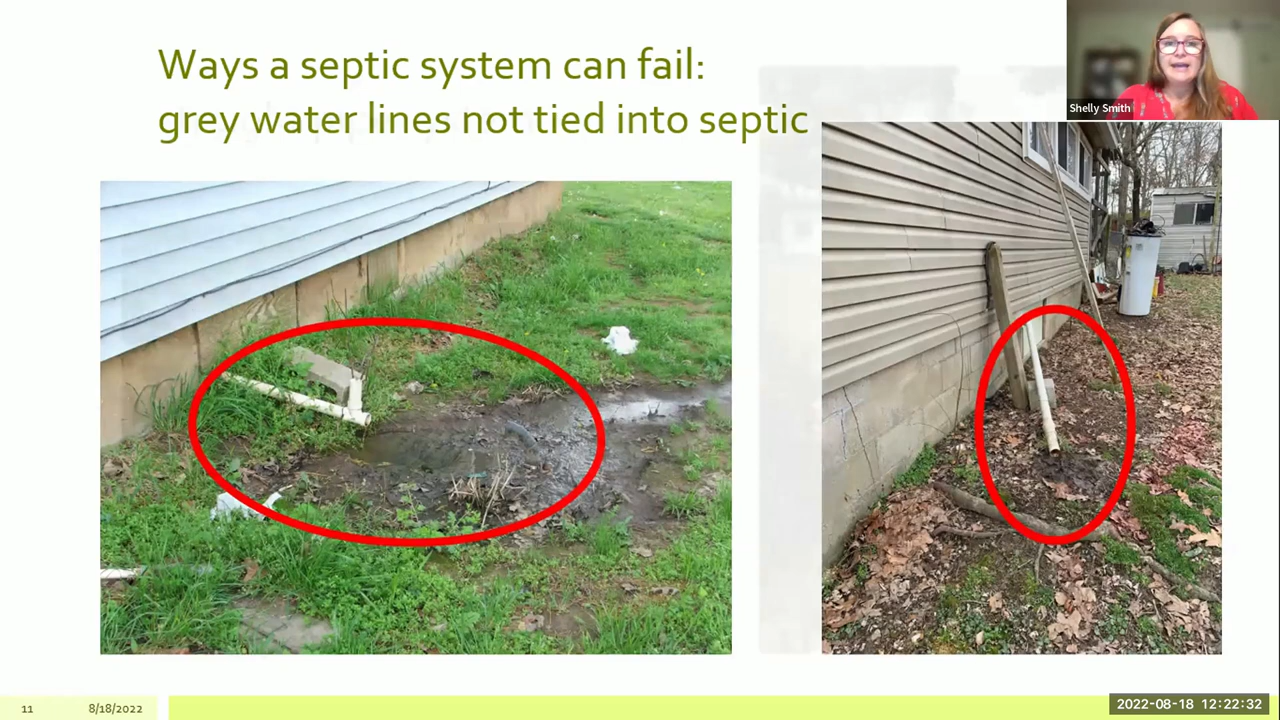 Ways a septic system can fail:
grey water lines not tied into septic
Shelly Smith
11
8/18/2022
2022-08-18 12:22:32